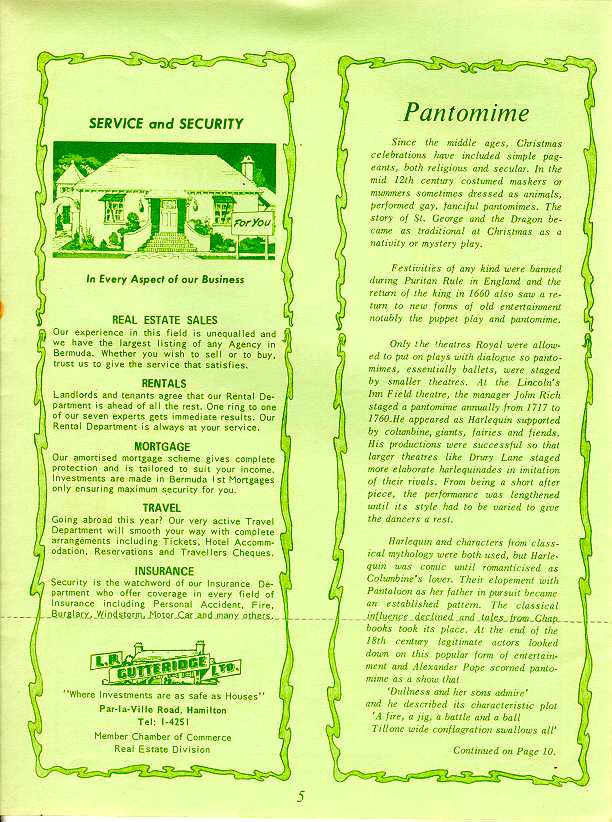 SERVICE and SECURITY
For You
In Every Aspect of our Business
REAL ESTATE SALES
Our experience in this field is unequalled and
we have the largest listing of any Agency in
Bermuda. Whether you wish to sell or to buy,
trust us to give the service that satisfies.
RENTALS
Landlords and tenants agree that our Rental De-
partment is ahead of all the rest. One ring to one
of our seven experts gets immediate results. Our
Rental Department is always at your service.
MORTGAGE
Our amortised mortgage scheme gives complete
protection and is tailored to suit your income.
Investments are made in Bermuda 1st Mortgages
only ensuring maximum security for you.
TRAVEL
Going abroad this year? Our very active Travel
Department will smooth your way with complete
arrangements including Tickets, Hotel Accomm-
odation, Reservations and Travellers Cheques.
INSURANCE
Security is the watchword of our Insurance De-
partment who offer coverage in every field of
Insurance including Personal Accident, Fire,
Burglary, Windstorm, Motor Car and many others.
L.P.
GUTTERIDGE
LTD.
"Where Investments are as safe as Houses"
Par-la-Ville Road, Hamilton
Tel: 1-4251
Member Chamber of Commerce
Real Estate Division
Pantomime
Since the middle ages, Christmas
celebrations have included simple pag-
eants, both religious and secular. In the
mid 12th century costumed maskers or
mummers sometimes dressed as animals,
performed gay, fanciful pantomimes. The
story of St. George and the Dragon be-
came as traditional at Christmas as a
nativity or mystery play.
Festivities of any kind were banned
during Puritan Rule in England and the
return of the king in 1660 also saw a re-
turn to new forms of old entertainment
notably the puppet play and pantomime.
Only the theatres Royal were allow-
ed to put on plays with dialogue so panto-
mimes, essentially ballets, were staged
by smaller theatres. At the Lincoln's
Inn Field theatre, the manager John Rich
staged a pantomime annually from 1717 to
1760.He appeared as Harlequin supported
by columbine, giants, fairies and fiends.
His productions were successful so that
larger theatres like Drury Lane staged
more elaborate harlequinades in imitation
of their rivals. From being a short after
piece, the performance was lengthened
until its style had to be varied to give
the dancers a rest.
Harlequin and characters from class-
ical mythology were both used, but Harle-
quin was comic until romanticised as
Columbine's lover. Their elopement with
Pantaloon as her father in pursuit became
an established pattern. The classical
influence declined and tales from Chap
books took its place. At the end of the
18th century legitimate actors looked
down on this popular form of entertain-
ment and Alexander Pope scorned panto-
mime as a show that
'Dullness and her sons admire'
and he described its characteristic plot
'A fire, a jig, a battle and a ball
Tillone wide conflagration swallows all'
Continued on Page 10.
5